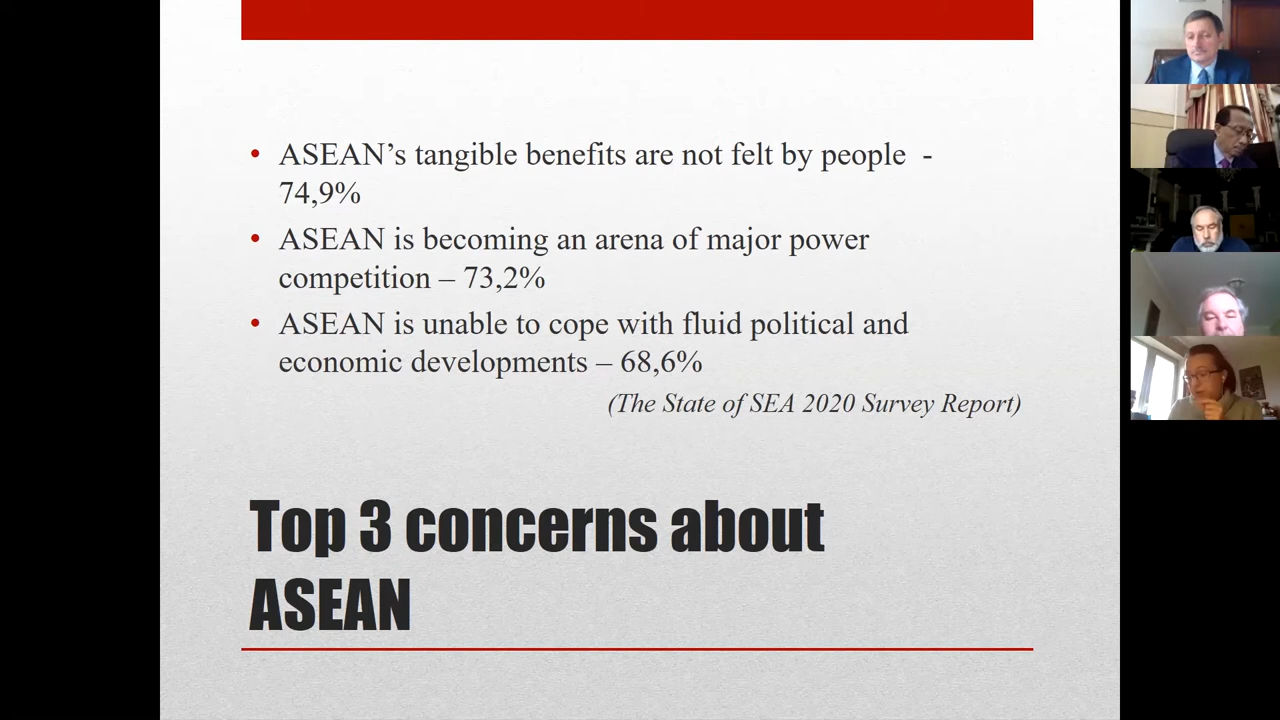 • ASEAN’s tangible benefits are not felt by people -
74,9%
• ASEAN is becoming an arena of major power
competition – 73,2%
• ASEAN is unable to cope with fluid political and
economic developments – 68,6%
(The State of SEA 2020 Survey Report)
Top 3 concerns about
ASEAN